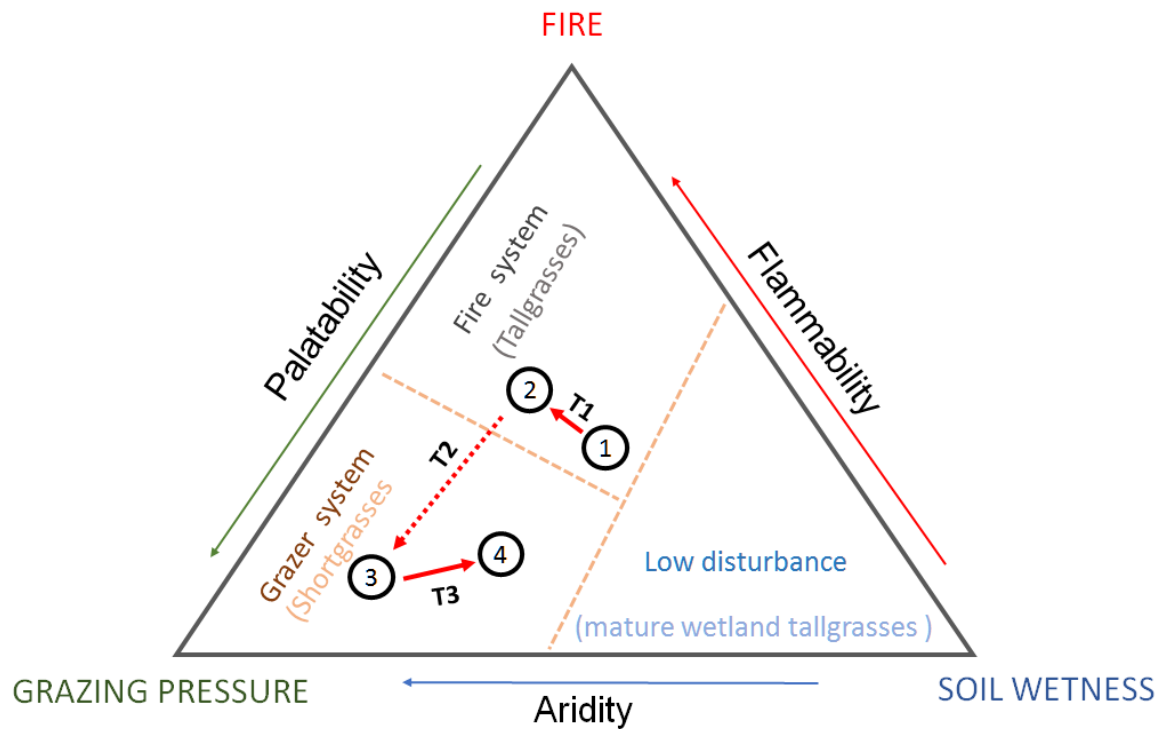 FIRE
Palatability
Fire system
(Tallgrasses)
Flammability
2
T1
1
T2
Grazer system
(Shortgrasses
3
T3
4
Low disturbance
(mature wetland tallgrasses )
GRAZING PRESSURE
Aridity
SOIL WETNESS